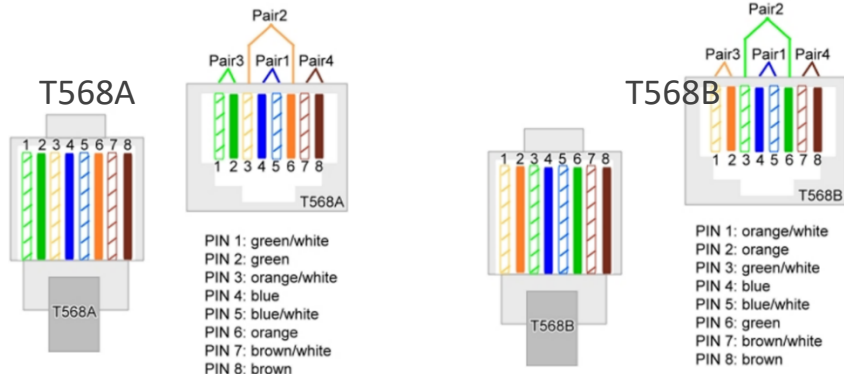 Pair2
Pair3 Pair1 Pair4
T568A
1 2 3 4 5 6 7 8
1 2 3 4 5 6 7 8
T568A
PIN 1: green/white
PIN 2: green
PIN 3: orange/white
PIN 4: blue
PIN 5: blue/white
PIN 6: orange
PIN 7: brown/white
PIN 8: brown
T568A
Pair2
Pair3 Pair1 Pair4
T568B
1 2 3 4 5 6 7 8
1 2 3 4 5 6 7 8
T568B
PIN 1: orange/white
PIN 2: orange
PIN 3: green/white
PIN 4: blue
PIN 5: blue/white
PIN 6: green
PIN 7: brown/white
PIN 8: brown
T568B